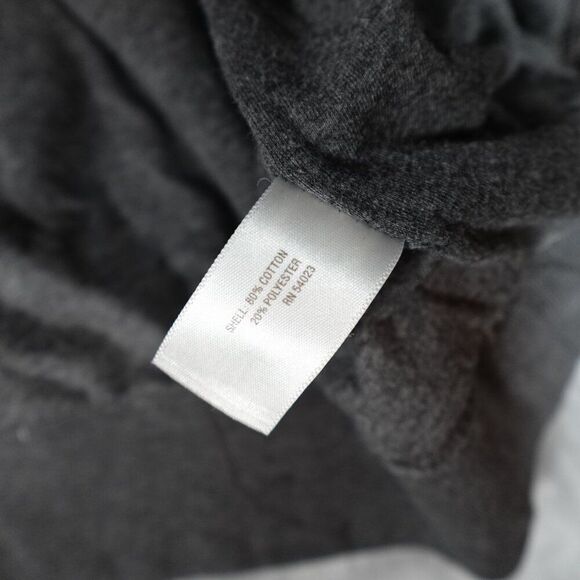 SHELL: 80% COTTON
20% POLYESTER
RN 54023